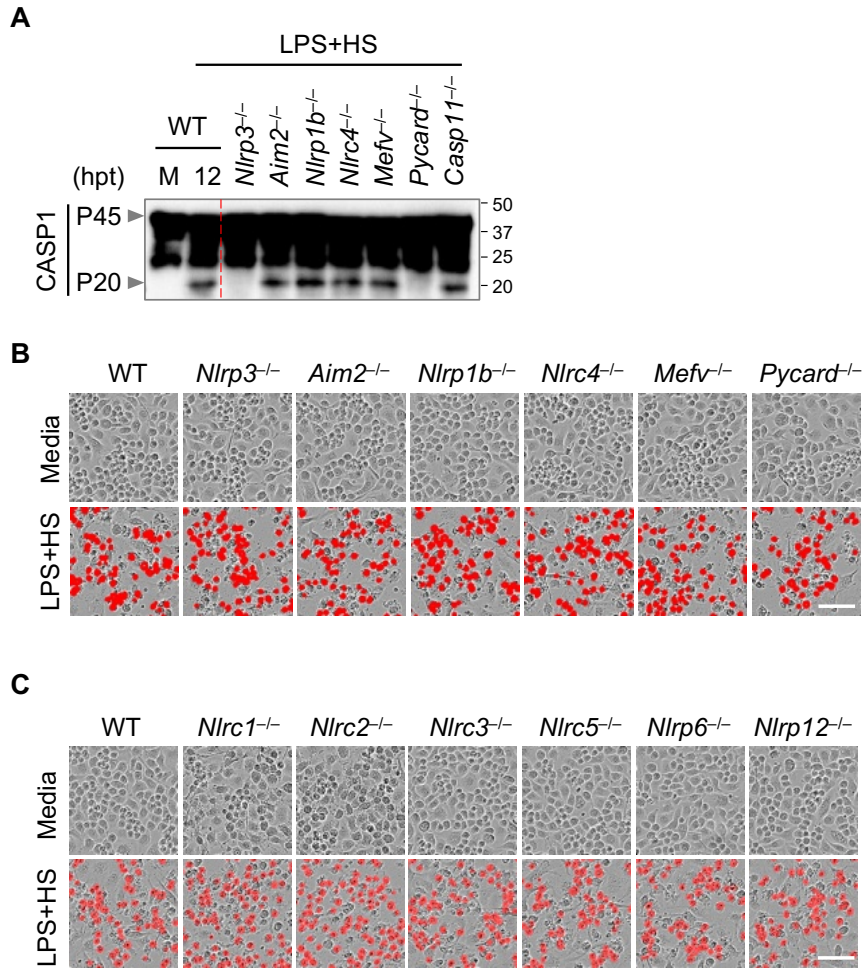 A
LPS+HS
WT
Nlrp3–/–
Aim2–/–
Nlrp1b–/–
Nlrc4–/–
Mefv–/–
Pycard–/–
Casp11–/–
(hpt) M 12
CASP1
P45
P20
50
37
25
20
B
WT Nlrp3–/– Aim2–/– Nlrp1b–/– Nlrc4–/– Mefv–/– Pycard–/–
Media
LPS+HS
C
WT Nlrc1–/– Nlrc2–/– Nlrc3–/– Nlrc5–/– Nlrp6–/– Nlrp12–/–
Media
LPS+HS